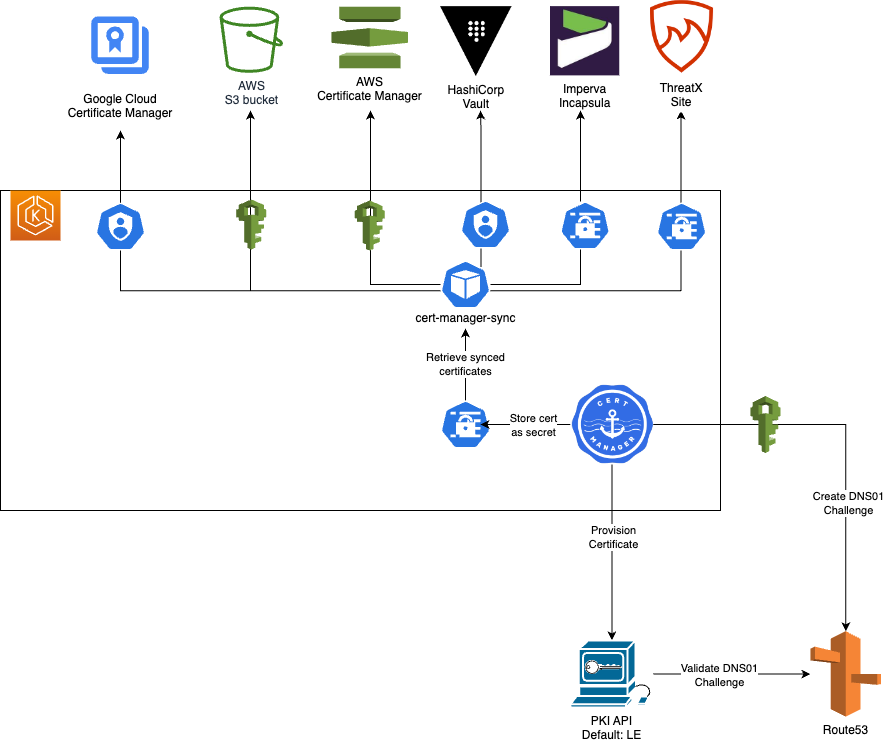 Google Cloud
Certificate Manager
AWS
S3 bucket
AWS
Certificate Manager
HashiCorp
Vault
Imperva
Incapsula
ThreatX
Site
K
cert-manager-sync
Retrieve synced
certificates
Store cert
as secret
CERT
MANAGER
Create DNS01
Challenge
Provision
Certificate
Validate DNS01
Challenge
PKI API
Default: LE
Route53